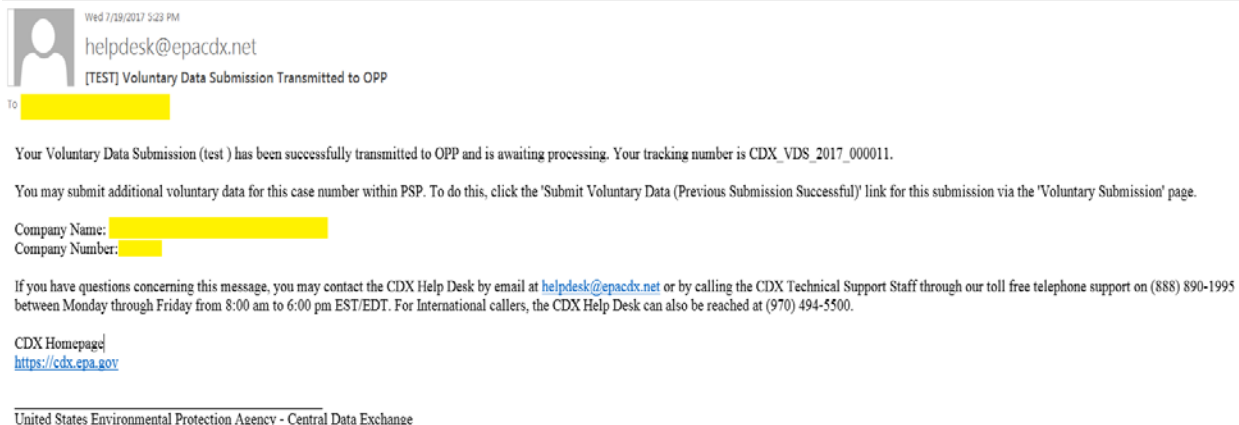 Wed 7/19/2017 5:23 PM
helpdesk@epacdx.net
[TEST] Voluntary Data Submission Transmitted to OPP
To
Your Voluntary Data Submission (test ) has been successfully transmitted to OPP and is awaiting processing. Your tracking number is CDX_VDS_2017_000011.
You may submit additional voluntary data for this case number within PSP. To do this, click the 'Submit Voluntary Data (Previous Submission Successful)' link for this submission via the 'Voluntary Submission' page.
Company Name:
Company Number:
If you have questions concerning this message, you may contact the CDX Help Desk by email at helpdesk@epacdx.net or by calling the CDX Technical Support Staff through our toll free telephone support on (888) 890-1995
between Monday through Friday from 8:00 am to 6:00 pm EST/EDT. For International callers, the CDX Help Desk can also be reached at (970) 494-5500.
CDX Homepage
https://cdx.epa.gov
United States Environmental Protection Agency - Central Data Exchange